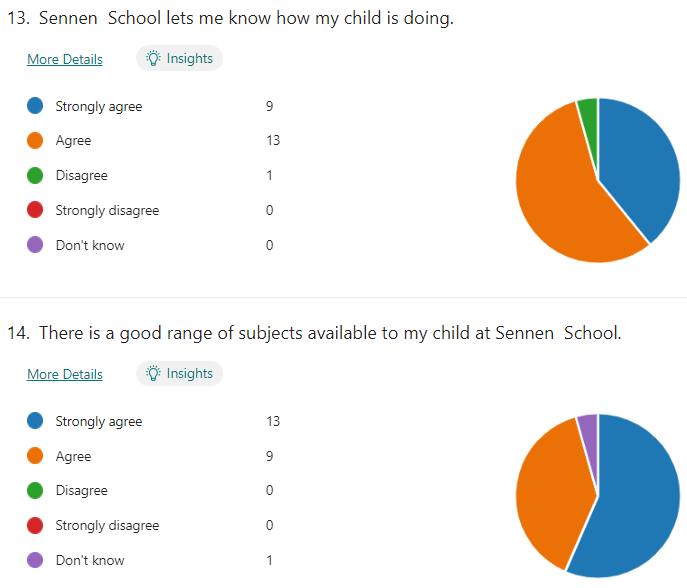 13. Sennen School lets me know how my child is doing.
More Details Insights
Strongly agree 9
Agree 13
Disagree 1
Strongly disagree 0
Don't know 0
14. There is a good range of subjects available to my child at Sennen School.
More Details Insights
Strongly agree 13
Agree 9
Disagree 0
Strongly disagree 0
Don't know 1